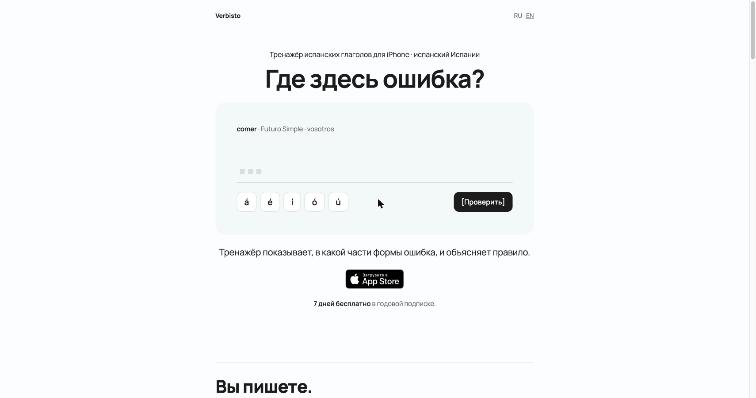 Verbisto
RU EN
Тренажёр испанских глаголов для iPhone · испанский Испании
Где здесь ошибка?
comer · Futuro Simple · vosotros
á é í ó ú [Проверить]
Тренажёр показывает, в какой части формы ошибка, и объясняет правило.
Загрузите в
App Store
7 дней бесплатно в годовой подписке.
Вы пишете.